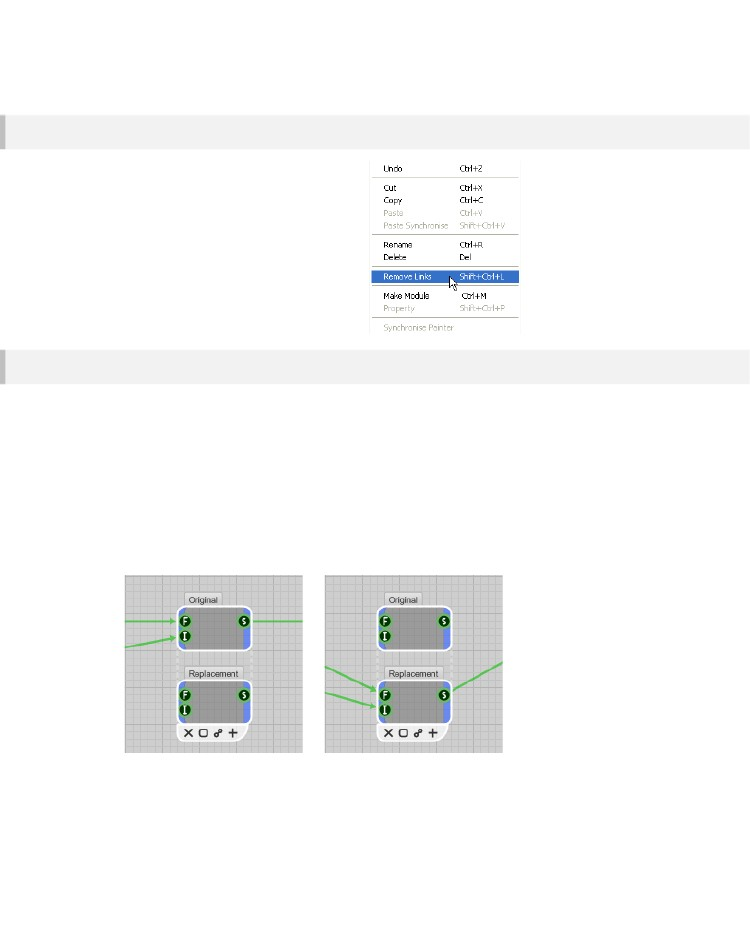 Undo Ctrl+Z
Cut Ctrl+X
Copy Ctrl+C
Paste Ctrl+V
Paste Synchronise Shift+Ctrl+V
Rename Ctrl+R
Delete Del
Remove Links Shift+Ctrl+L
Make Module Ctrl+M
Property Shift+Ctrl+P
Synchronise Painter
Original
F S
I
Replacement
F S
I
Original
F S
I
Replacement
F S
I